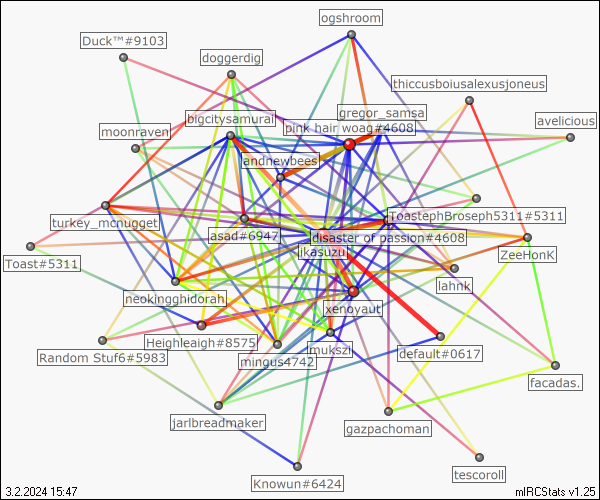 ogshroom
Duck™#9103
doggerdig
thiccusboiusalexusjoneus
gregor_samsa
bigcitysamurai
pink hair woag#4608
avelicious
moonraven
andnewbees
turkey_mcnugget
ToastephBroseph5311#5311
asad#6947
disaster of passion#4608
ikasuzu
ZeeHonK
Toast#5311
lahnk
neokingghidorah
xenoyaut
Heighleaigh#8575
mukszi
Random Stuf6#5983
mingus4742
default#0617
facadas.
jarlbreadmaker
gazpachoman
tescoroll
Knowun#6424
3.2.2024 15:47
mIRCStats v1.25